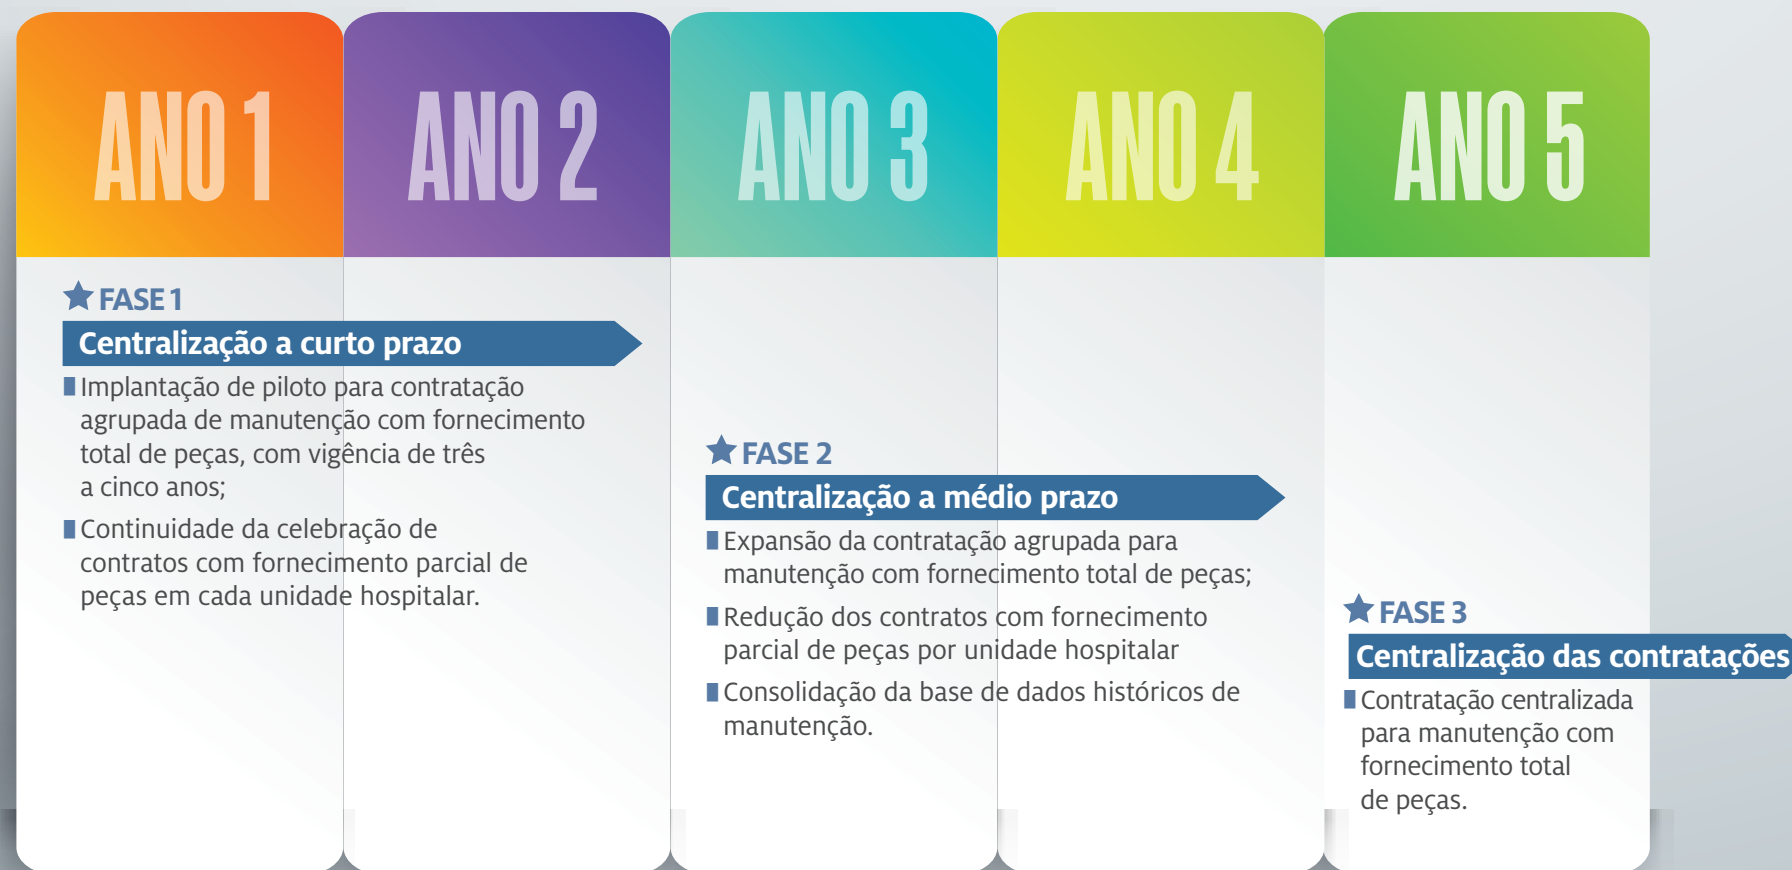 ANO 1
ANO 2
ANO 3
ANO 4
ANO 5
FASE 1
Centralização a curto prazo
Implantação de piloto para contratação
agrupada de manutenção com fornecimento
total de peças, com vigência de três
a cinco anos;
Continuidade da celebração de
contratos com fornecimento parcial de
peças em cada unidade hospitalar.
FASE 2
Centralização a médio prazo
Expansão da contratação agrupada para
manutenção com fornecimento total de peças;
Redução dos contratos com fornecimento
parcial de peças por unidade hospitalar
Consolidação da base de dados históricos de
manutenção.
FASE 3
Centralização das contratações
Contratação centralizada
para manutenção com
fornecimento total
de peças.